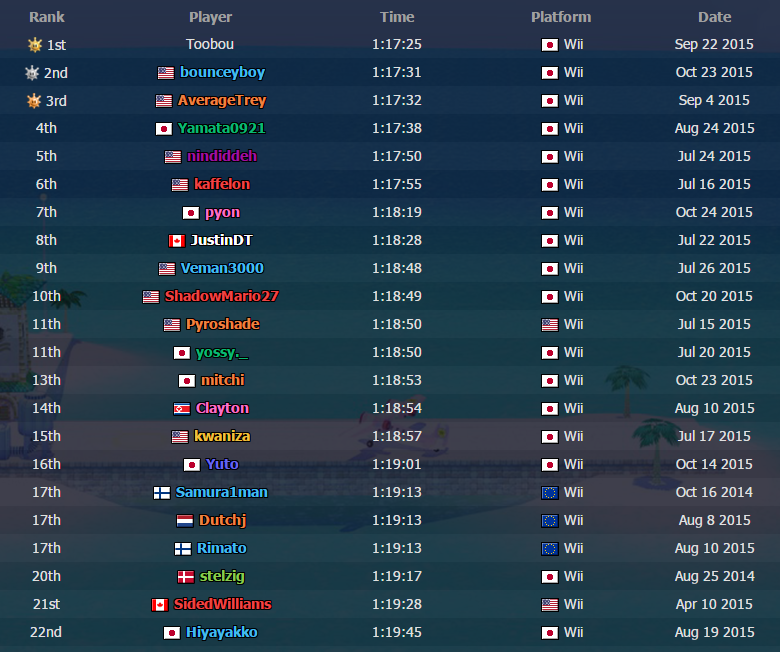 Rank Player Time Platform Date
1st Toobou 1:17:25 Wii Sep 22 2015
2nd bounceyboy 1:17:31 Wii Oct 23 2015
3rd AverageTrey 1:17:32 Wii Sep 4 2015
4th Yamata0921 1:17:38 Wii Aug 24 2015
5th nindiddeh 1:17:50 Wii Jul 24 2015
6th kaffelon 1:17:55 Wii Jul 16 2015
7th pyon 1:18:19 Wii Oct 24 2015
8th JustinDT 1:18:28 Wii Jul 22 2015
9th Veman3000 1:18:48 Wii Jul 26 2015
10th ShadowMario27 1:18:49 Wii Oct 20 2015
11th Pyroshade 1:18:50 Wii Jul 15 2015
11th yossy._ 1:18:50 Wii Jul 20 2015
13th mitchi 1:18:53 Wii Oct 23 2015
14th Clayton 1:18:54 Wii Aug 10 2015
15th kwaniza 1:18:57 Wii Jul 17 2015
16th Yuto 1:19:01 Wii Oct 14 2015
17th Samura1man 1:19:13 Wii Oct 16 2014
17th Dutchj 1:19:13 Wii Aug 8 2015
17th Rimato 1:19:13 Wii Aug 10 2015
20th stelzig 1:19:17 Wii Aug 25 2014
21st SidedWilliams 1:19:28 Wii Apr 10 2015
22nd Hiyayakko 1:19:45 Wii Aug 19 2015